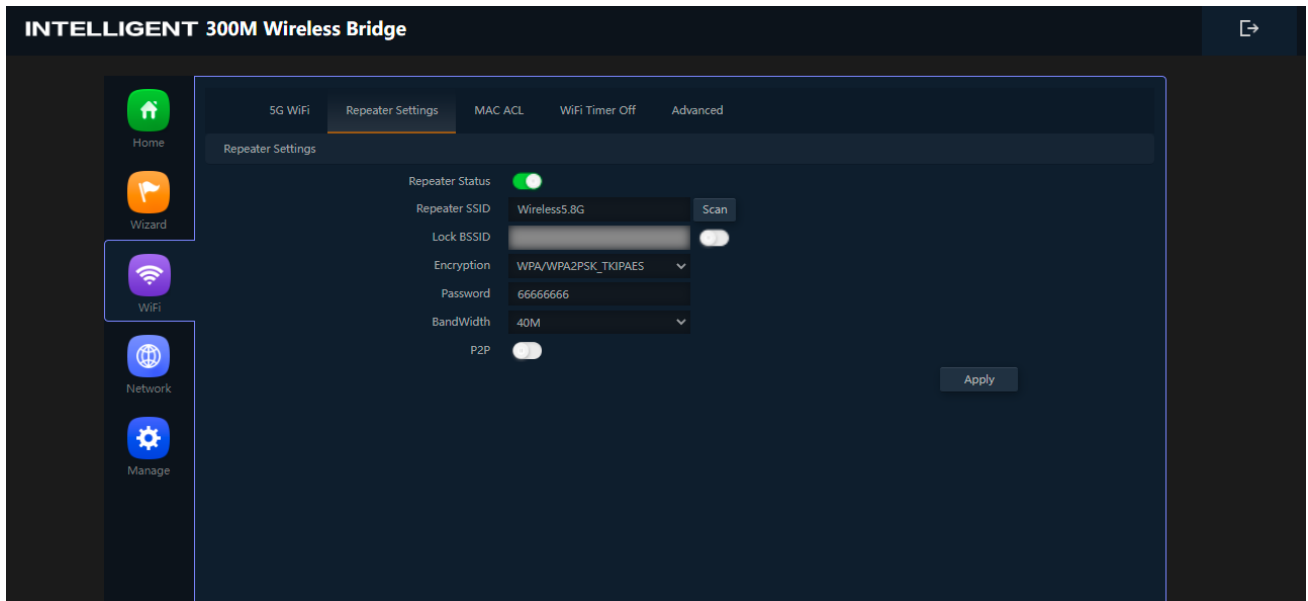 INTELLIGENT 300M Wireless Bridge
5G WiFi Repeater Settings MAC ACL WiFi Timer Off Advanced
Home
Repeater Settings
Repeater Status
Repeater SSID Wireless5.8G Scan
Wizard
Lock BSSID
Encryption WPA/WPA2PSK_TKIPAES
Password 66666666
WiFi
BandWidth 40M
P2P
Apply
Network
Manage